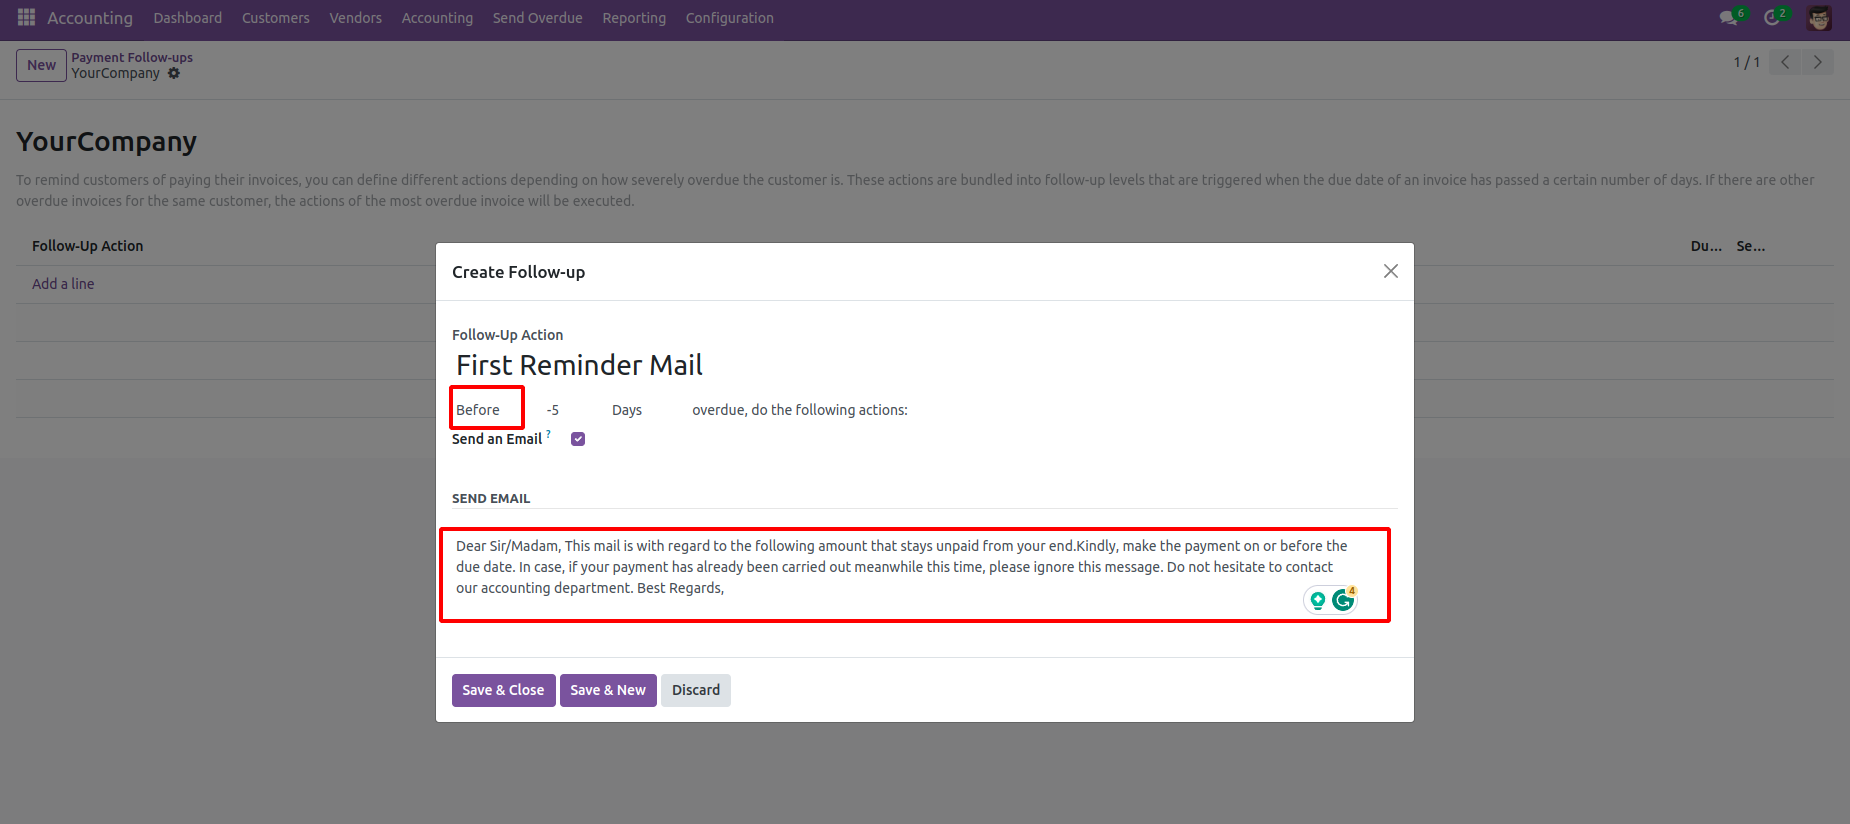 Accounting Dashboard Customers Vendors Accounting Send Overdue Reporting Configuration 6 2
New Payment Follow-ups
YourCompany
1 / 1
YourCompany
To remind customers of paying their invoices, you can define different actions depending on how severely overdue the customer is. These actions are bundled into follow-up levels that are triggered when the due date of an invoice has passed a certain number of days. If there are other
overdue invoices for the same customer, the actions of the most overdue invoice will be executed.
Follow-Up Action Du... Se...
Add a line
Create Follow-up
Follow-Up Action
First Reminder Mail
Before -5 Days overdue, do the following actions:
Send an Email ?
SEND EMAIL
Dear Sir/Madam, This mail is with regard to the following amount that stays unpaid from your end.Kindly, make the payment on or before the
due date. In case, if your payment has already been carried out meanwhile this time, please ignore this message. Do not hesitate to contact
our accounting department. Best Regards,
4
Save & Close Save & New Discard